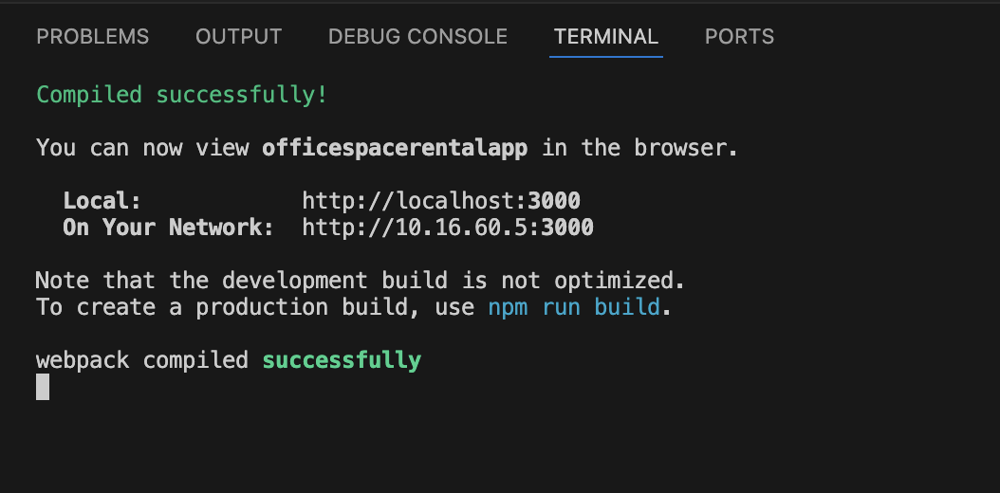 PROBLEMS OUTPUT DEBUG CONSOLE TERMINAL PORTS
Compiled successfully!
You can now view officespacerentalapp in the browser.
Local: http://localhost:3000
On Your Network: http://10.16.60.5:3000
Note that the development build is not optimized.
To create a production build, use npm run build.
webpack compiled successfully